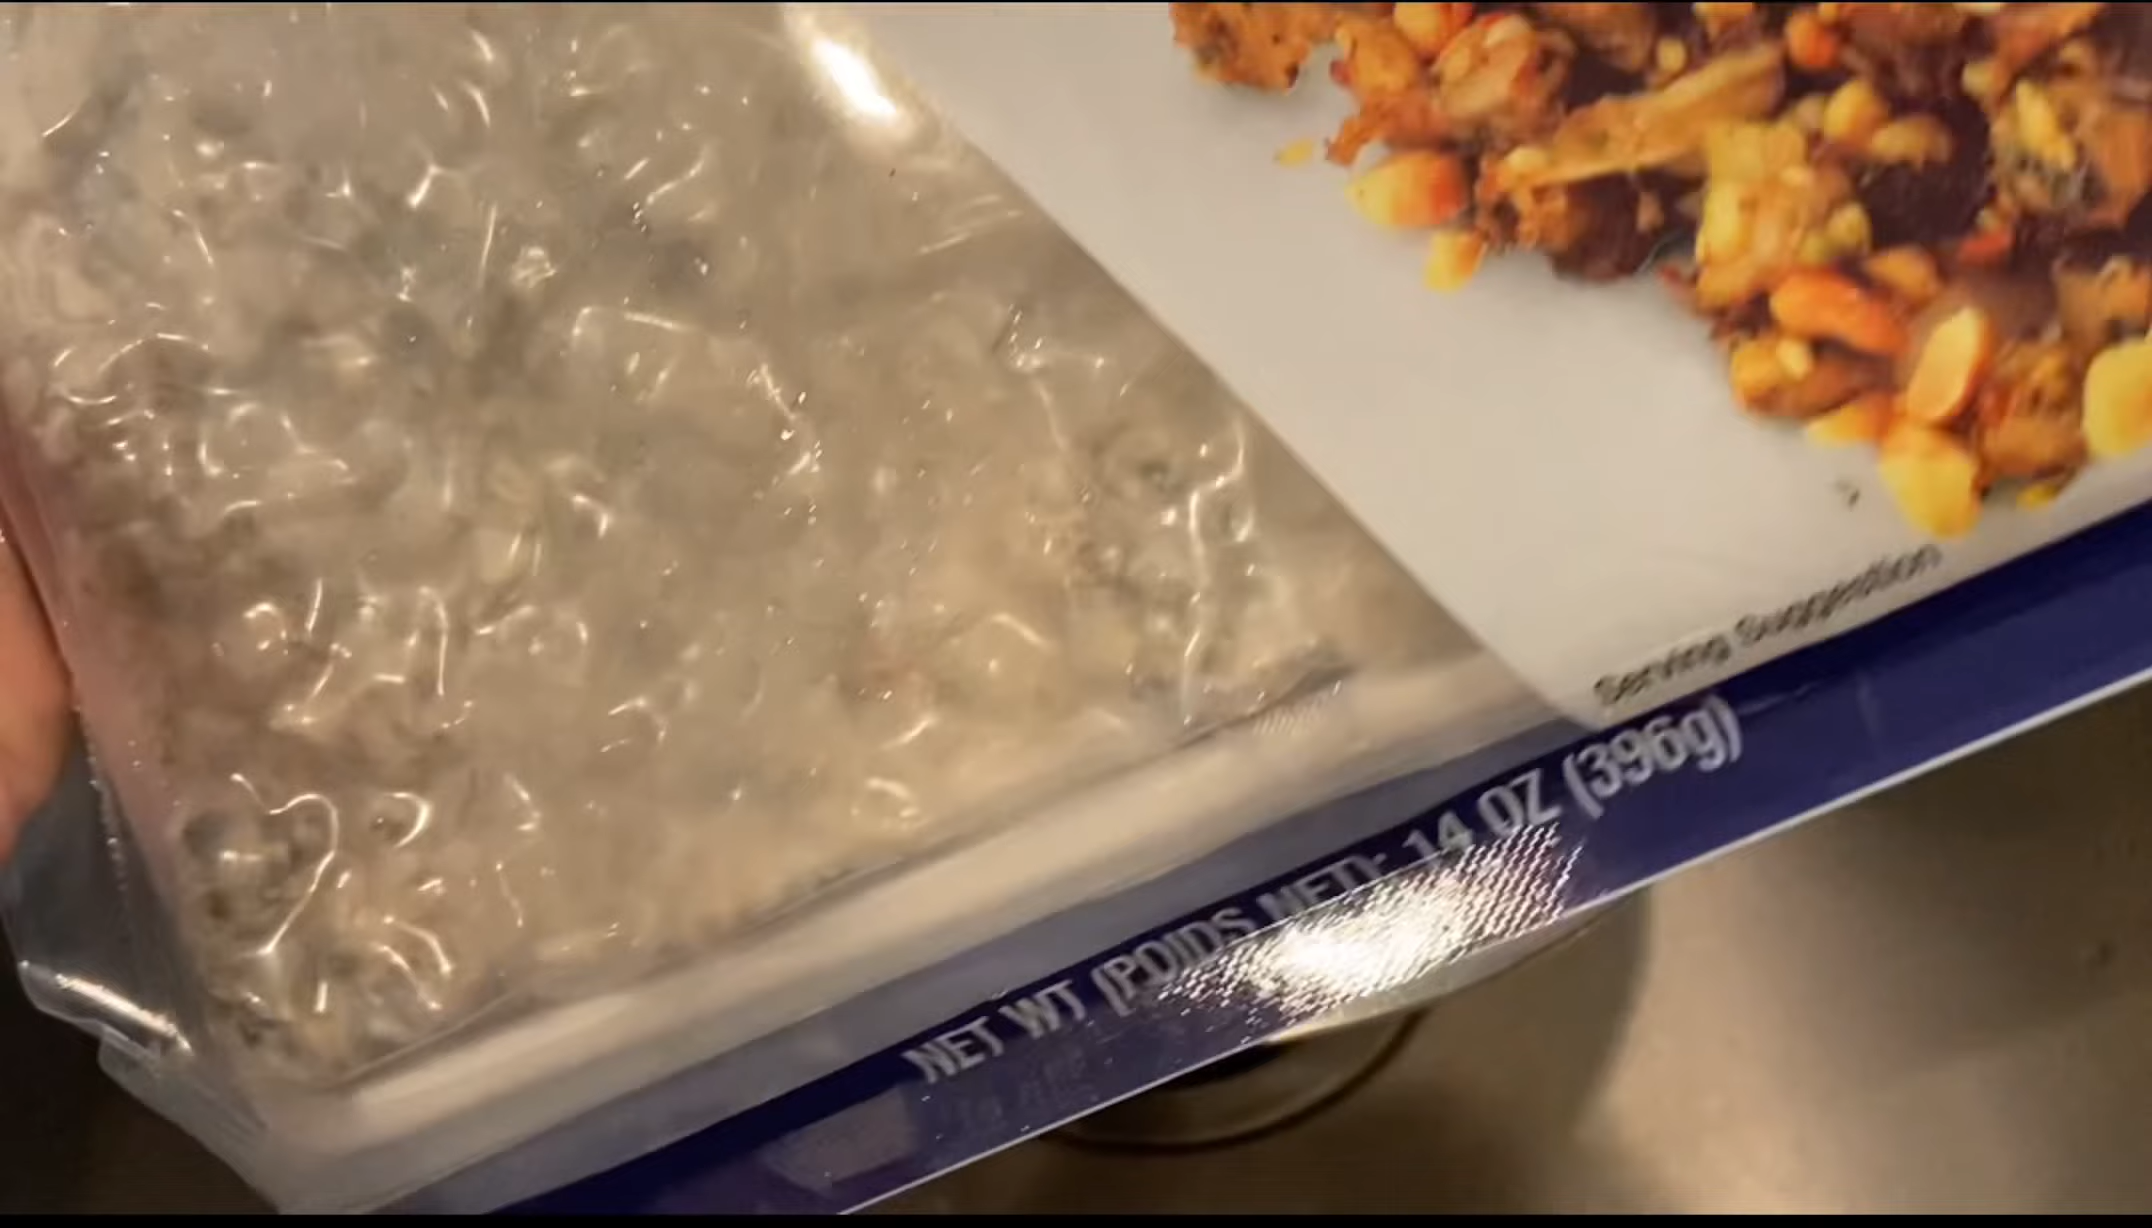 Serving Suggestion
NET WT (POIDS NET): 14 OZ (396g)